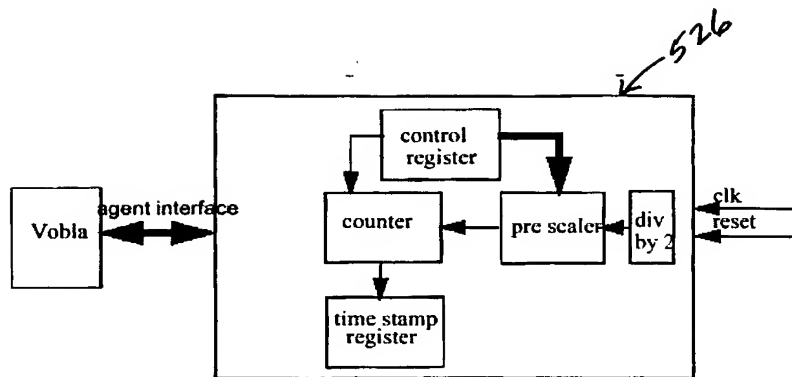 526
control
register
agent interface
Vobla
counter
pre scaler
div
by 2
clk
reset
time stamp
register